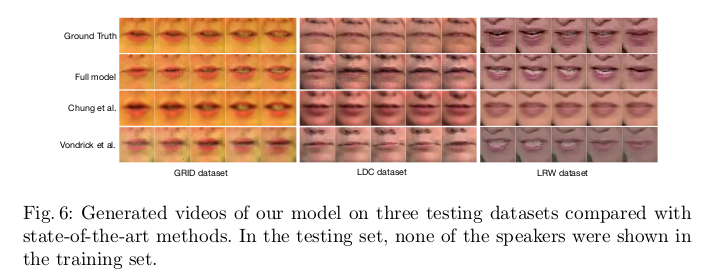 Ground Truth
Full model
Chung et al.
Vondrick et al.
GRID dataset
LDC dataset
LRW dataset
Fig. 6: Generated videos of our model on three testing datasets compared with
state-of-the-art methods. In the testing set, none of the speakers were shown in
the training set.